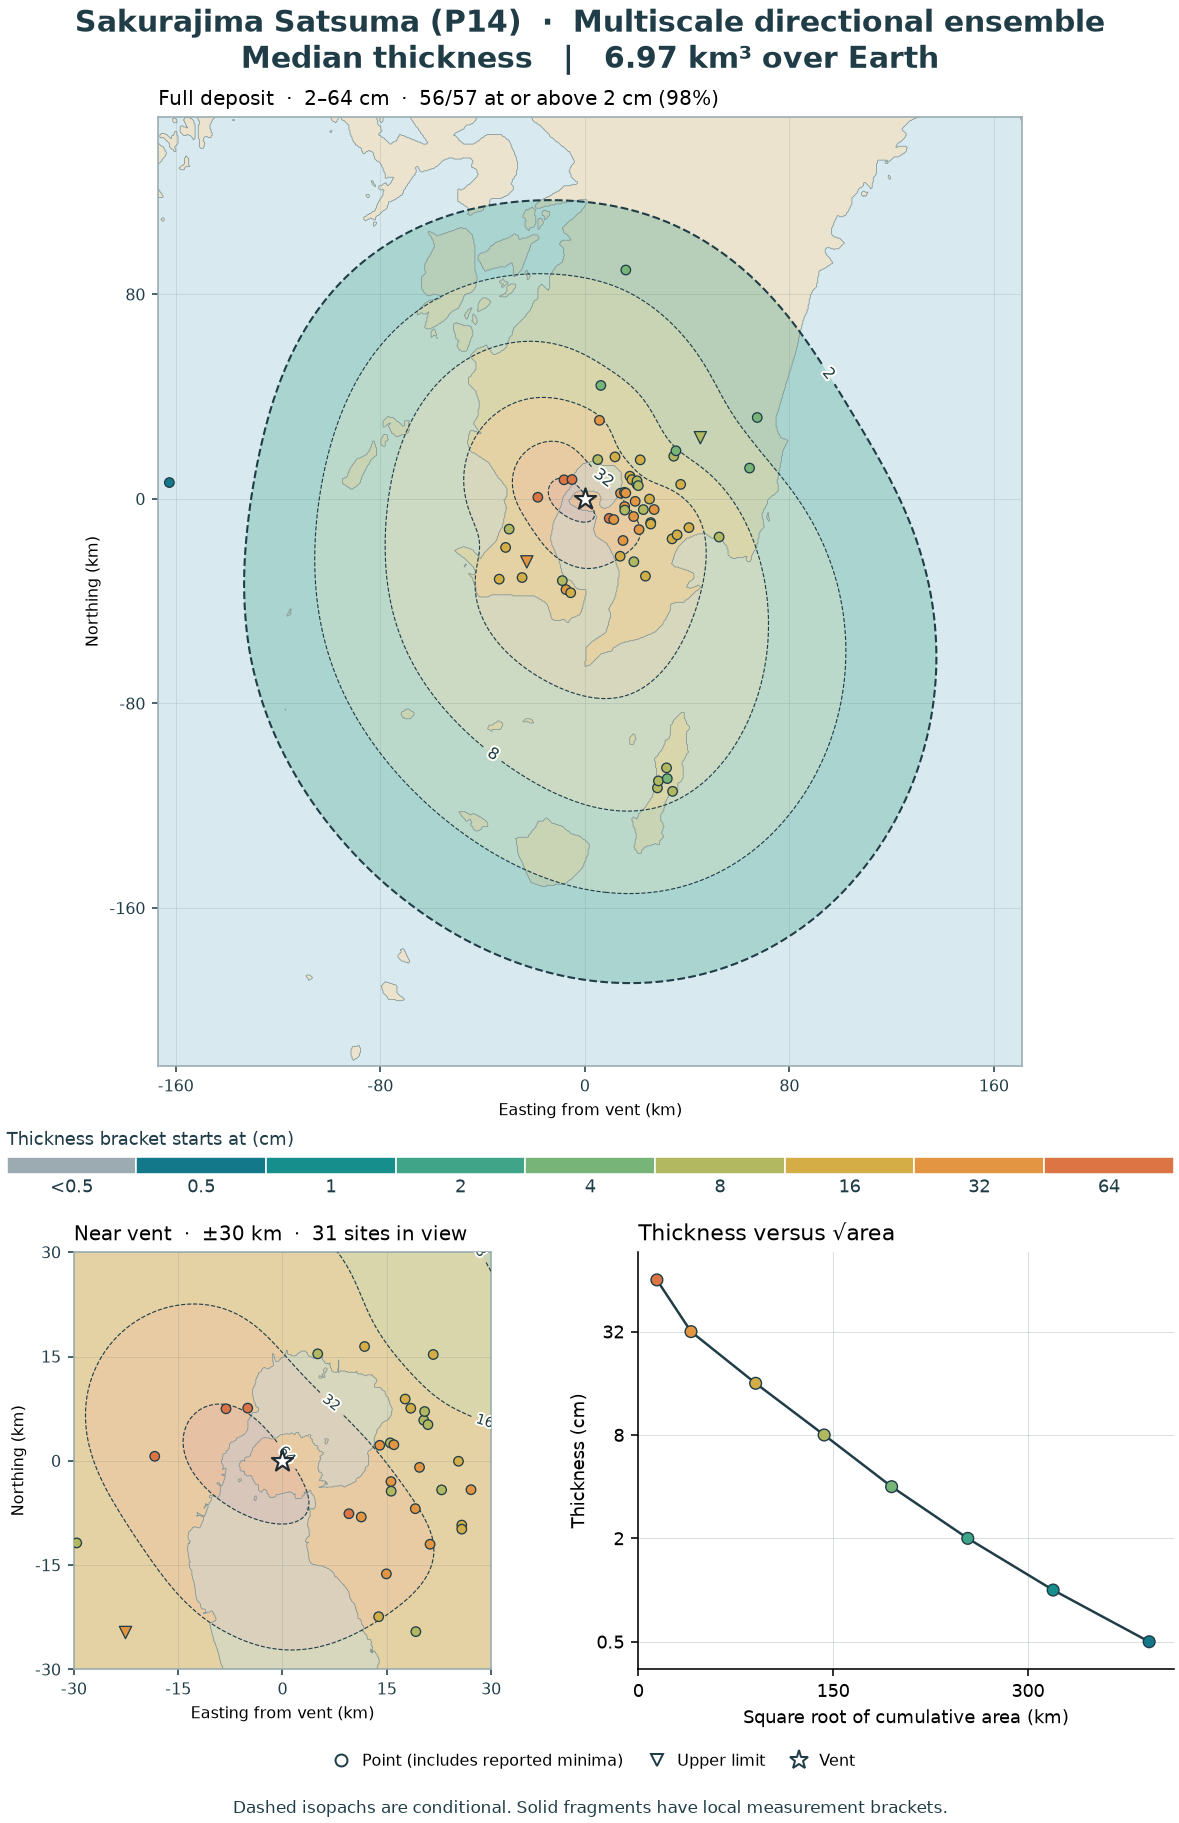 Sakurajima Satsuma (P14)  ·  Multiscale directional ensemble
Median thickness   |   6.97 km³ over Earth
Full deposit  ·  2–64 cm  ·  56/57 at or above 2 cm (98%)
2
32
8
80
0
-80
-160
Northing (km)
-160
-80
0
80
160
Easting from vent (km)
Thickness bracket starts at (cm)
<0.5
0.5
1
2
4
8
16
32
64
Near vent  ·  ±30 km  ·  31 sites in view
30
15
0
-15
-30
Northing (km)
32
16
64
-30
-15
0
15
30
Easting from vent (km)
Thickness versus √area
32
8
2
0.5
Thickness (cm)
0
150
300
Square root of cumulative area (km)
Point (includes reported minima)
Upper limit
Vent
Dashed isopachs are conditional. Solid fragments have local measurement brackets.